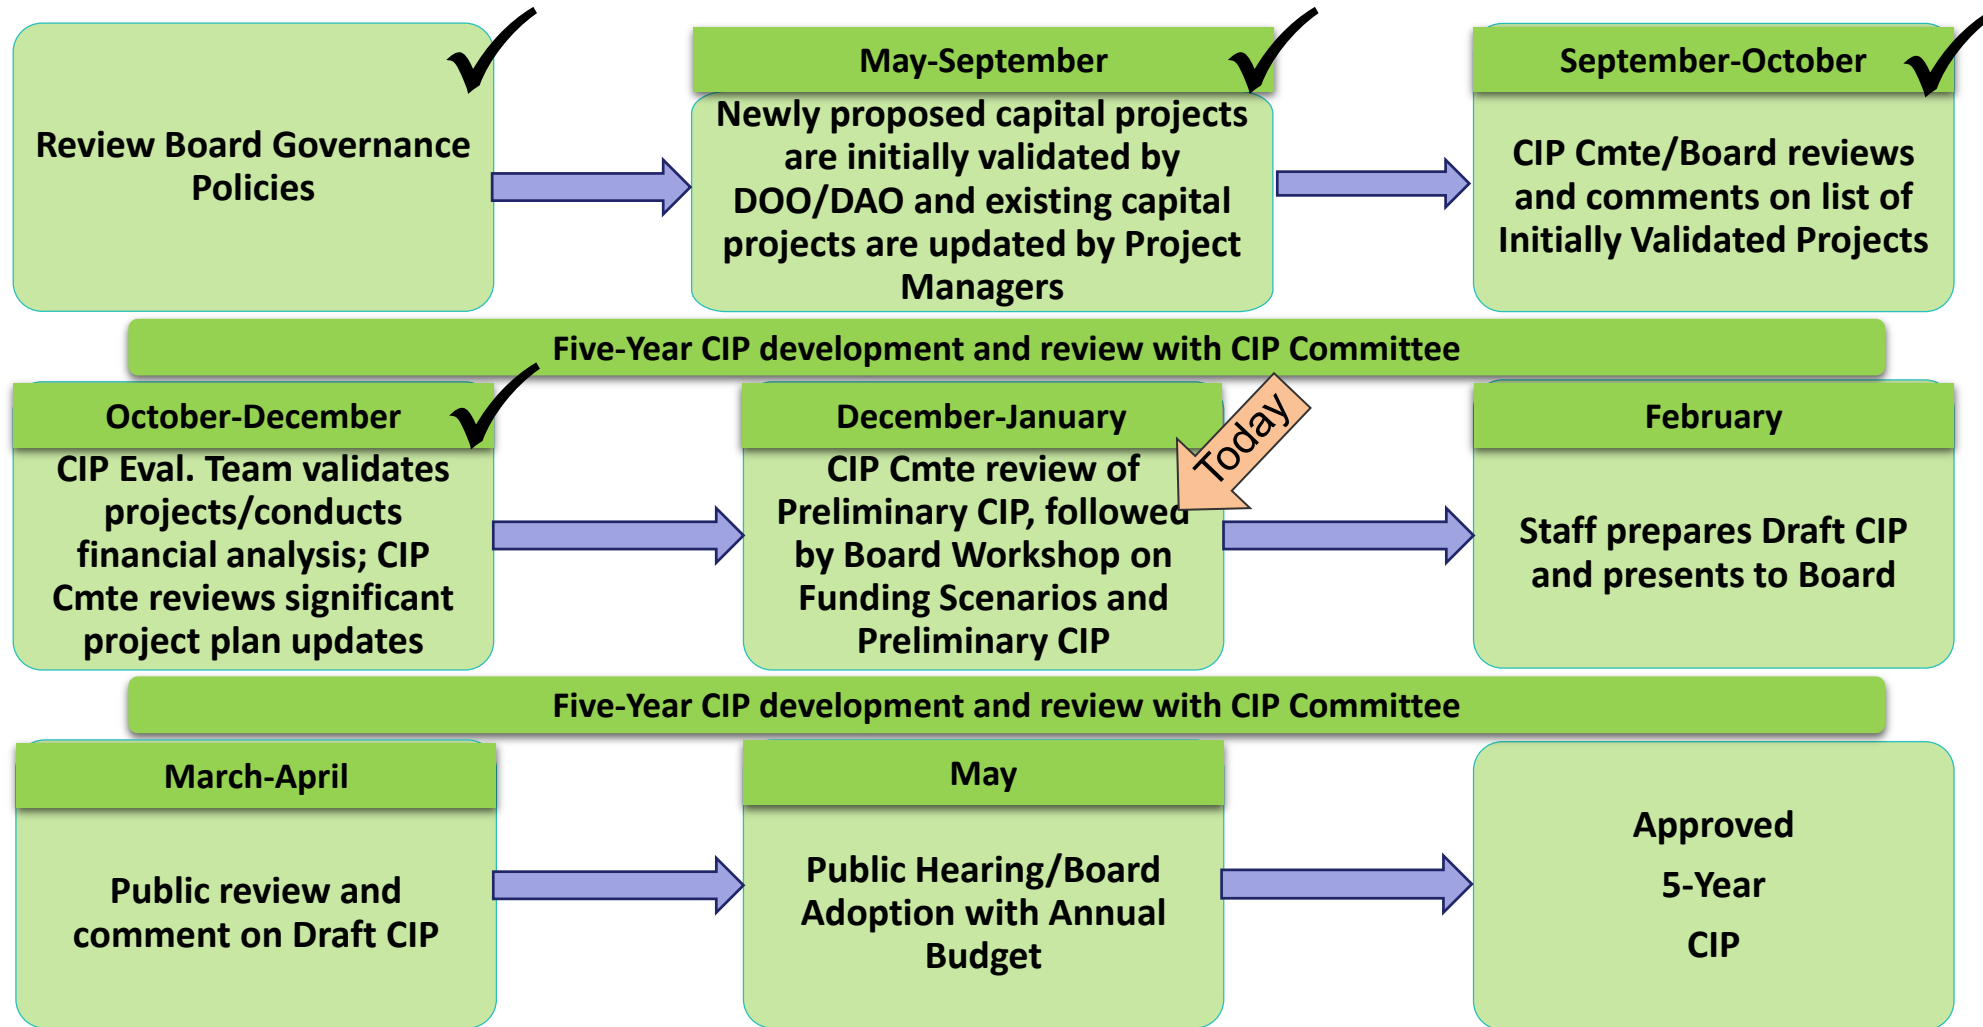 Review Board Governance
Policies
May-September
Newly proposed capital projects
are initially validated by
DOO/DAO and existing capital
projects are updated by Project
Managers
September-October
CIP Cmte/Board reviews
and comments on list of
Initially Validated Projects
Five-Year CIP development and review with CIP Committee
October-December
CIP Eval. Team validates
projects/conducts
financial analysis; CIP
Cmte reviews significant
project plan updates
December-January
CIP Cmte review of
Preliminary CIP, followed
by Board Workshop on
Funding Scenarios and
Preliminary CIP
Today
February
Staff prepares Draft CIP
and presents to Board
Five-Year CIP development and review with CIP Committee
March-April
Public review and
comment on Draft CIP
May
Public Hearing/Board
Adoption with Annual
Budget
Approved
5-Year
CIP